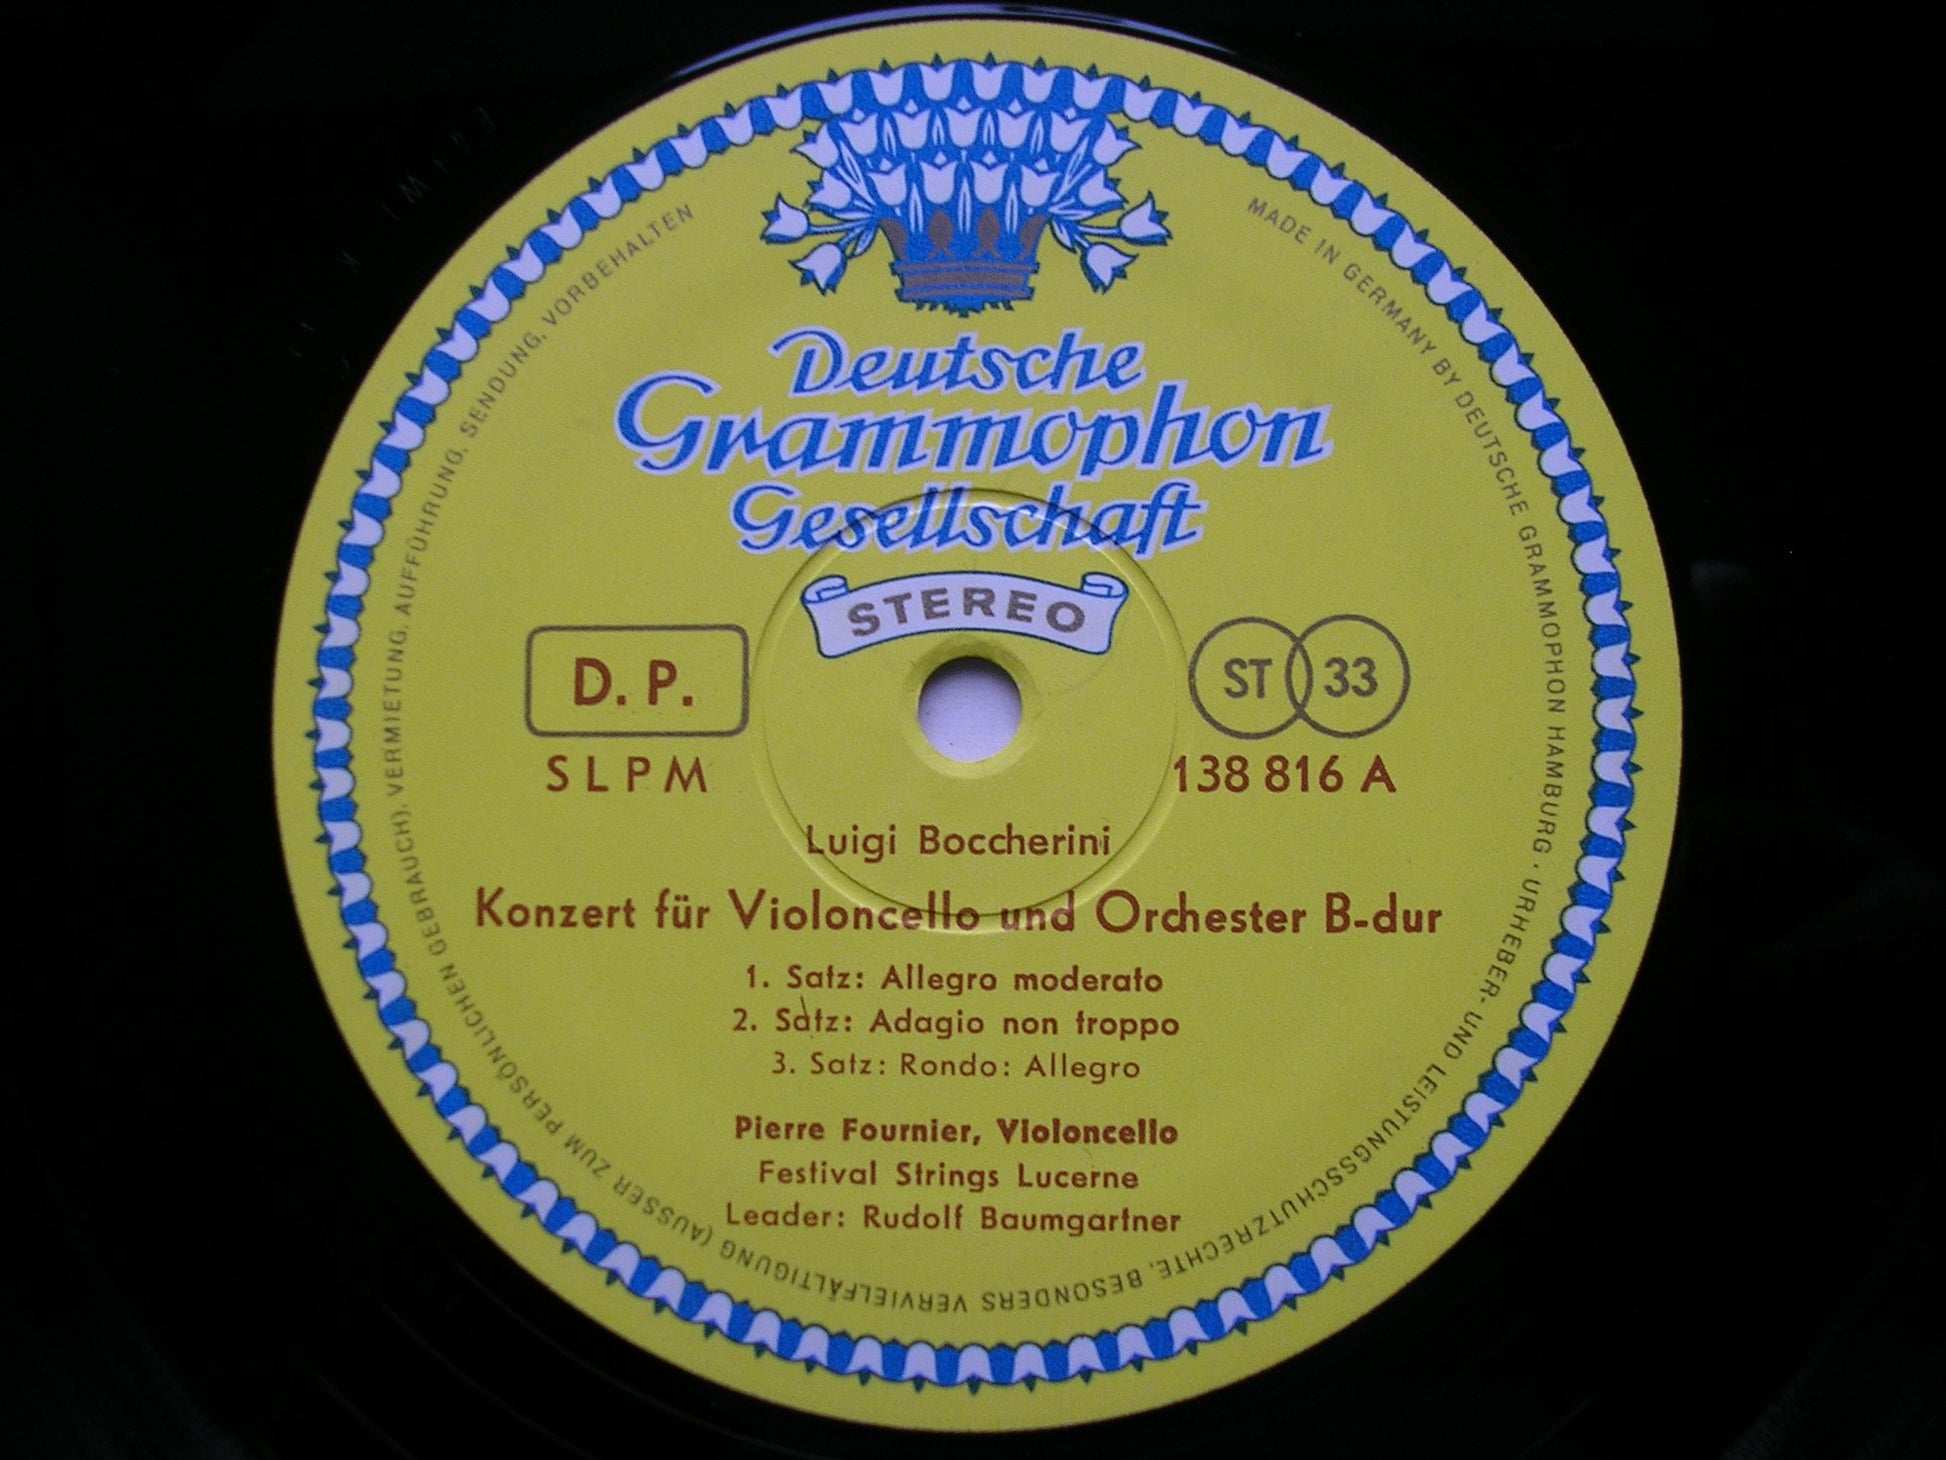 Deutsche
Grammophon
Gesellschaft
STEREO
D. P.
ST 33
SLPM
138 816 A
Luigi Boccherini
Konzert für Violoncello und Orchester B-dur
1. Satz: Allegro moderato
2. Satz: Adagio non troppo
3. Satz: Rondo: Allegro
Pierre Fournier, Violoncello
Festival Strings Lucerne
Leader: Rudolf Baumgartner
MADE IN GERMANY BY DEUTSCHE GRAMMOPHON HAMBURG · URHEBER- UND LEISTUNGSSCHUTZRECHTE, BESONDERS VERVIELFÄLTIGUNG (AUSSER ZUM PERSÖNLICHEN GEBRAUCH), VERMIETUNG, AUFFÜHRUNG, SENDUNG, VORBEHALTEN